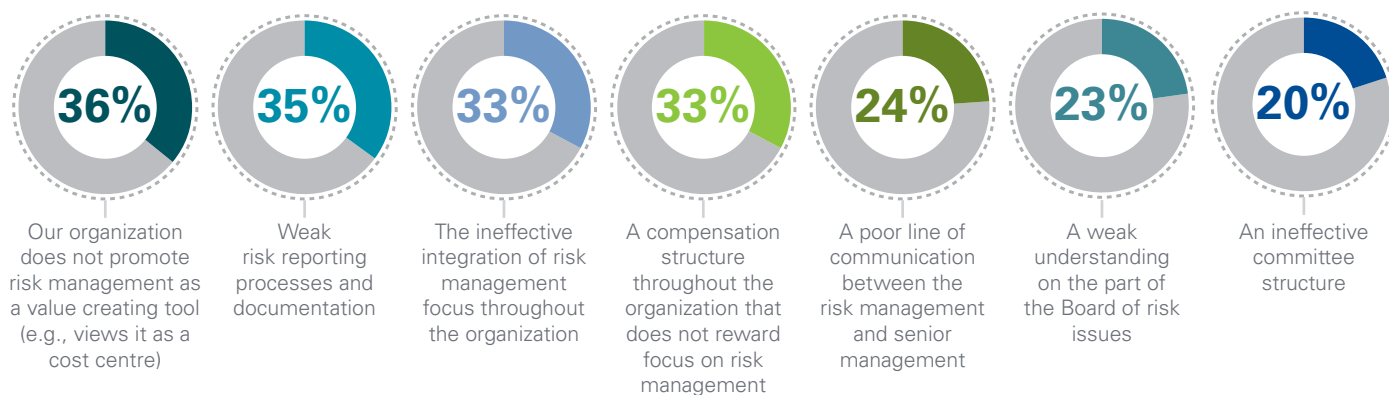 36%
Our organization
does not promote
risk management as
a value creating tool
(e.g., views it as a
cost centre)
35%
Weak
risk reporting
processes and
documentation
33%
The ineffective
integration of risk
management
focus throughout
the organization
33%
A compensation
structure
throughout the
organization that
does not reward
focus on risk
management
24%
A poor line of
communication
between the
risk management
and senior
management
23%
A weak
understanding
on the part of
the Board of risk
issues
20%
An ineffective
committee
structure